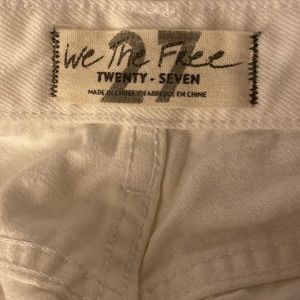 We The Free
27
TWENTY - SEVEN
MADE IN CHINA / FABRIQUE EN CHINE